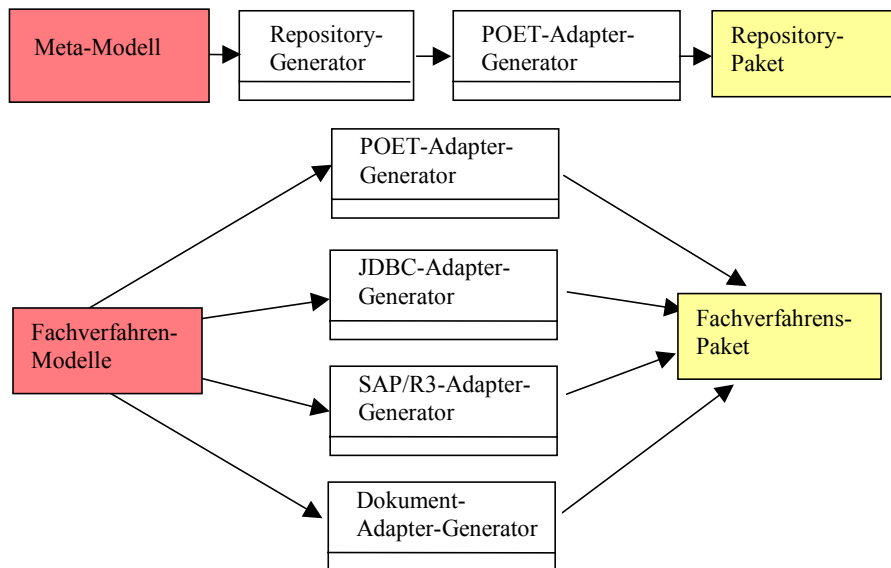 Meta-Modell
Repository-
Generator
POET-Adapter-
Generator
Repository-
Paket
POET-Adapter-
Generator
JDBC-Adapter-
Generator
Fachverfahren-
Modelle
Fachverfahrens-
Paket
SAP/R3-Adapter-
Generator
Dokument-
Adapter-Generator